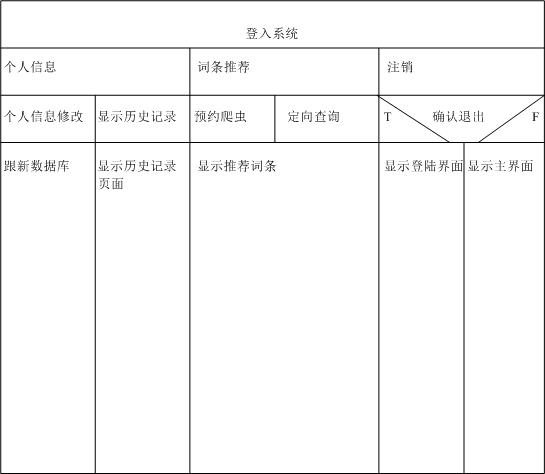 登入系统
个人信息
词条推荐
注销
个人信息修改
显示历史记录
预约爬虫
定向查询
T
确认退出
F
跟新数据库
显示历史记录
页面
显示推荐词条
显示登陆界面
显示主界面